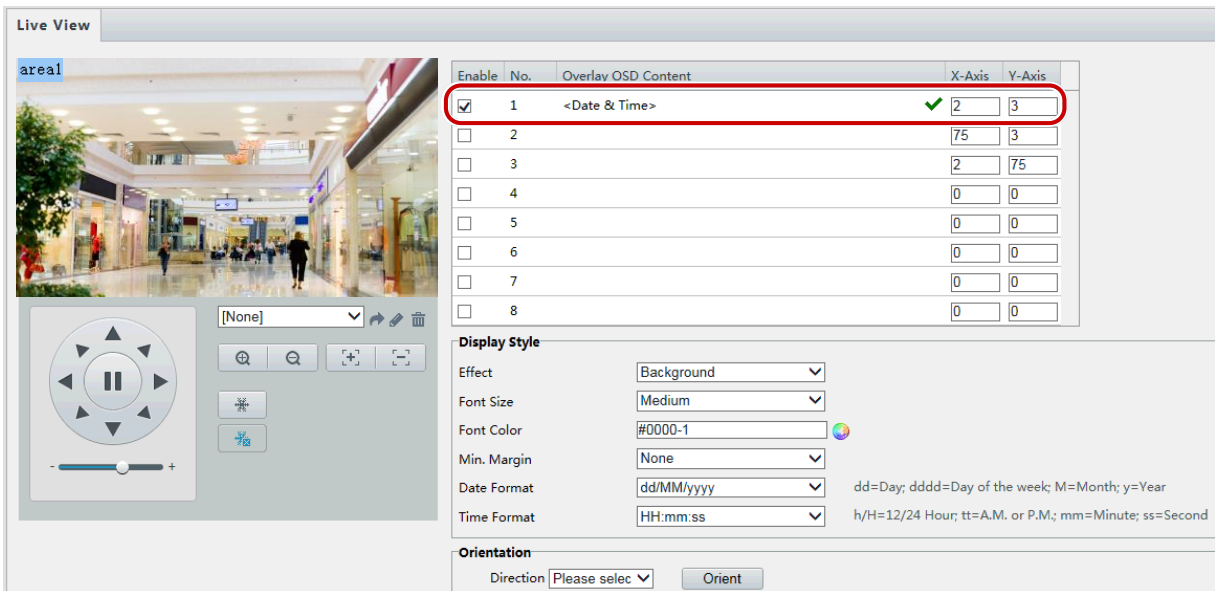 Live View
area1
Enable No. Overlay OSD Content X-Axis Y-Axis
1 <Date & Time> 2 3
2 75 3
3 2 75
4 0 0
5 0 0
6 0 0
7 0 0
8 0 0
[None]
- +
Display Style
Effect Background
Font Size Medium
Font Color #0000-1
Min. Margin None
Date Format dd/MM/yyyy dd=Day; dddd=Day of the week; M=Month; y=Year
Time Format HH:mm:ss h/H=12/24 Hour; tt=A.M. or P.M.; mm=Minute; ss=Second
Orientation
Direction Please selec Orient